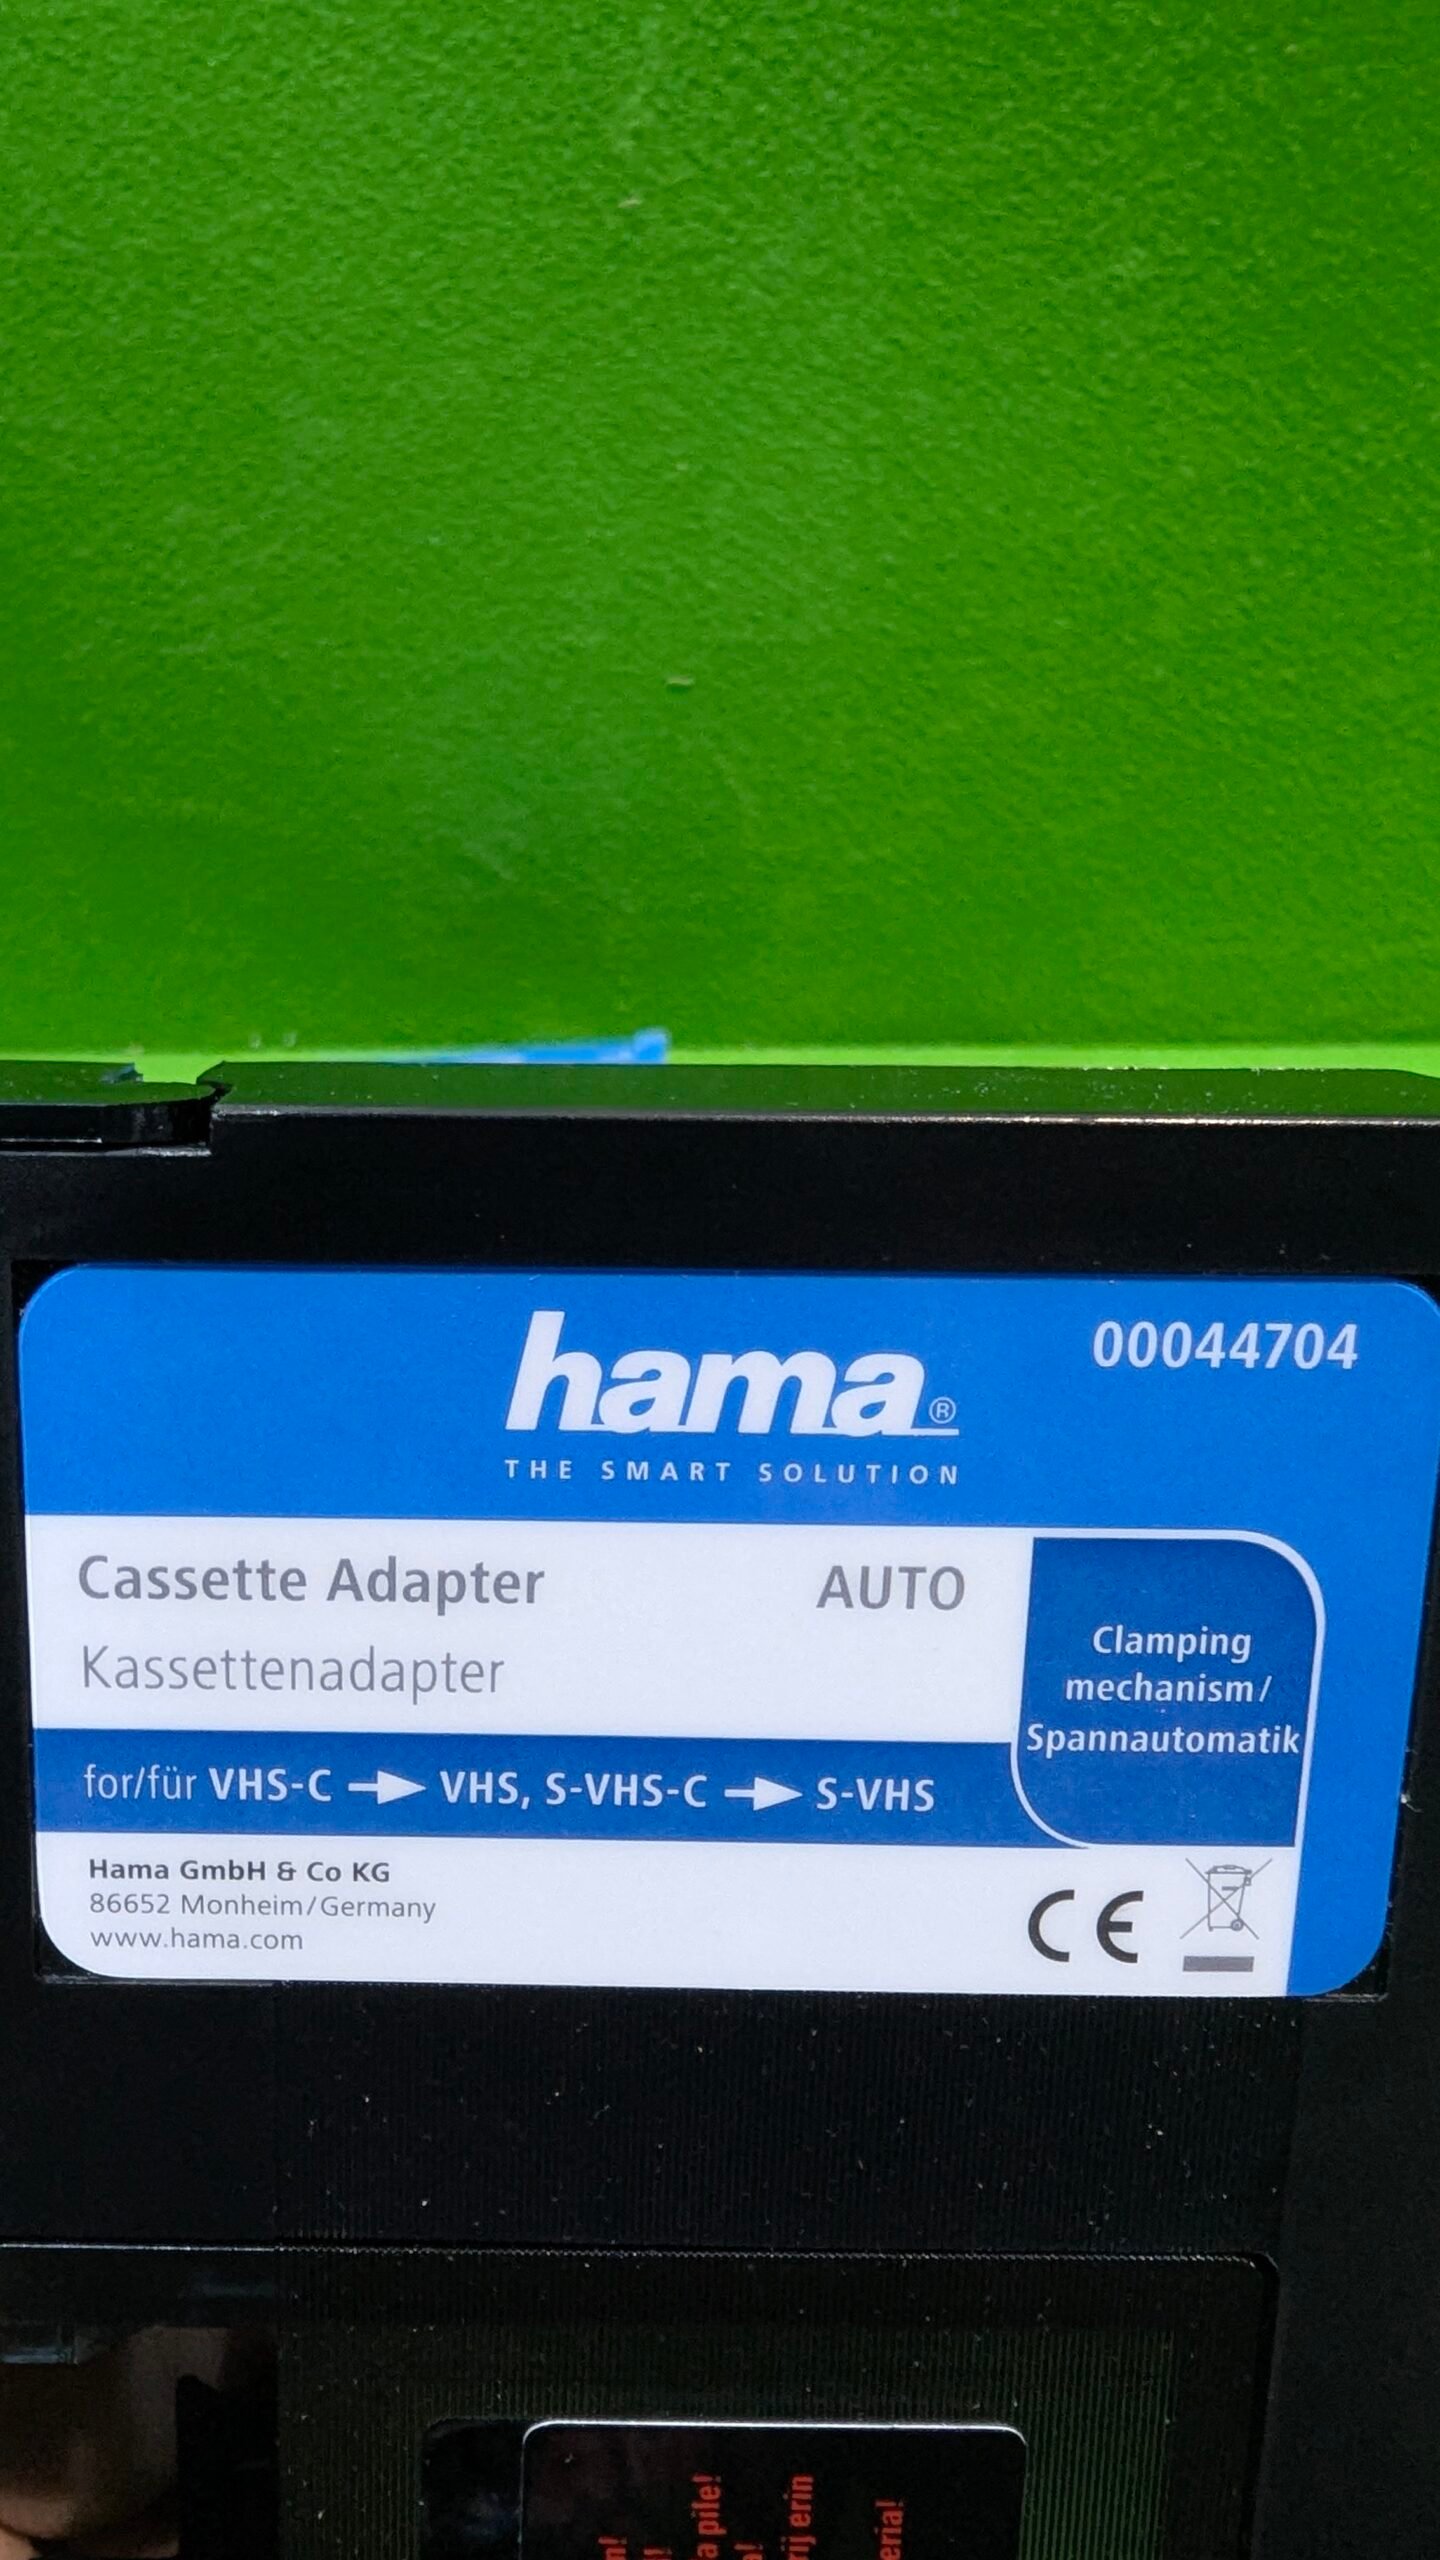 hama®
00044704
THE SMART SOLUTION
Cassette Adapter AUTO
Kassettenadapter
Clamping
mechanism/
Spannautomatik
for/für VHS-C → VHS, S-VHS-C → S-VHS
Hama GmbH & Co KG
86652 Monheim/Germany
www.hama.com
CE